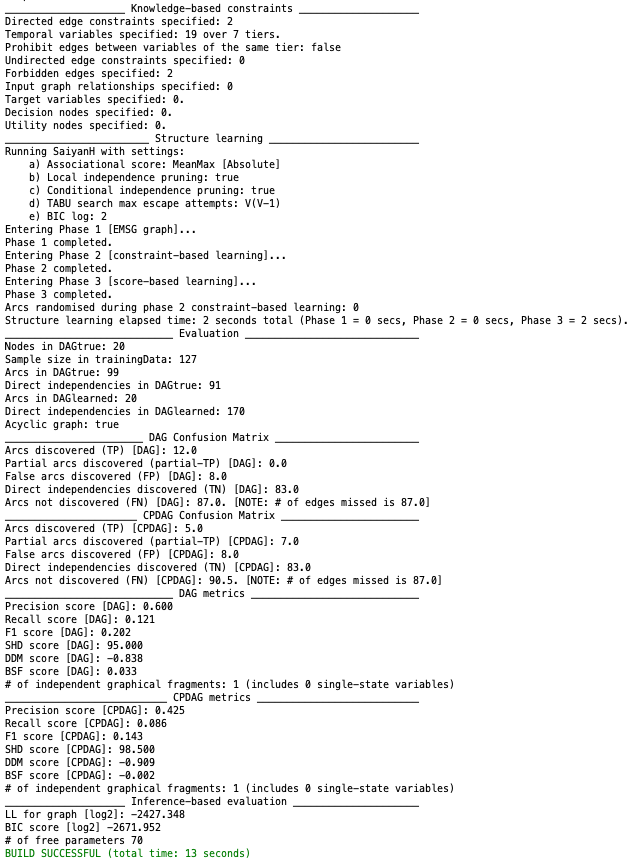 ____________________ Knowledge-based constraints ____________________
Directed edge constraints specified: 2
Temporal variables specified: 19 over 7 tiers.
Prohibit edges between variables of the same tier: false
Undirected edge constraints specified: 0
Forbidden edges specified: 2
Input graph relationships specified: 0
Target variables specified: 0.
Decision nodes specified: 0.
Utility nodes specified: 0.
________________________ Structure learning _________________________
Running SaiyanH with settings:
a) Associational score: MeanMax [Absolute]
b) Local independence pruning: true
c) Conditional independence pruning: true
d) TABU search max escape attempts: V(V-1)
e) BIC log: 2
Entering Phase 1 [EMSG graph]...
Phase 1 completed.
Entering Phase 2 [constraint-based learning]...
Phase 2 completed.
Entering Phase 3 [score-based learning]...
Phase 3 completed.
Arcs randomised during phase 2 constraint-based learning: 0
Structure learning elapsed time: 2 seconds total (Phase 1 = 0 secs, Phase 2 = 0 secs, Phase 3 = 2 secs).
____________________________ Evaluation _____________________________
Nodes in DAGtrue: 20
Sample size in trainingData: 127
Arcs in DAGtrue: 99
Direct independencies in DAGtrue: 91
Arcs in DAGlearned: 20
Direct independencies in DAGlearned: 170
Acyclic graph: true
_______________________ DAG Confusion Matrix ________________________
Arcs discovered (TP) [DAG]: 12.0
Partial arcs discovered (partial-TP) [DAG]: 0.0
False arcs discovered (FP) [DAG]: 8.0
Direct independencies discovered (TN) [DAG]: 83.0
Arcs not discovered (FN) [DAG]: 87.0. [NOTE: # of edges missed is 87.0]
______________________ CPDAG Confusion Matrix _______________________
Arcs discovered (TP) [CPDAG]: 5.0
Partial arcs discovered (partial-TP) [CPDAG]: 7.0
False arcs discovered (FP) [CPDAG]: 8.0
Direct independencies discovered (TN) [CPDAG]: 83.0
Arcs not discovered (FN) [CPDAG]: 90.5. [NOTE: # of edges missed is 87.0]
____________________________ DAG metrics ____________________________
Precision score [DAG]: 0.600
Recall score [DAG]: 0.121
F1 score [DAG]: 0.202
SHD score [DAG]: 95.000
DDM score [DAG]: -0.838
BSF score [DAG]: 0.033
# of independent graphical fragments: 1 (includes 0 single-state variables)
___________________________ CPDAG metrics ___________________________
Precision score [CPDAG]: 0.425
Recall score [CPDAG]: 0.086
F1 score [CPDAG]: 0.143
SHD score [CPDAG]: 98.500
DDM score [CPDAG]: -0.909
BSF score [CPDAG]: -0.002
# of independent graphical fragments: 1 (includes 0 single-state variables)
____________________ Inference-based evaluation _____________________
LL for graph [log2]: -2427.348
BIC score [log2] -2671.952
# of free parameters 70
BUILD SUCCESSFUL (total time: 13 seconds)